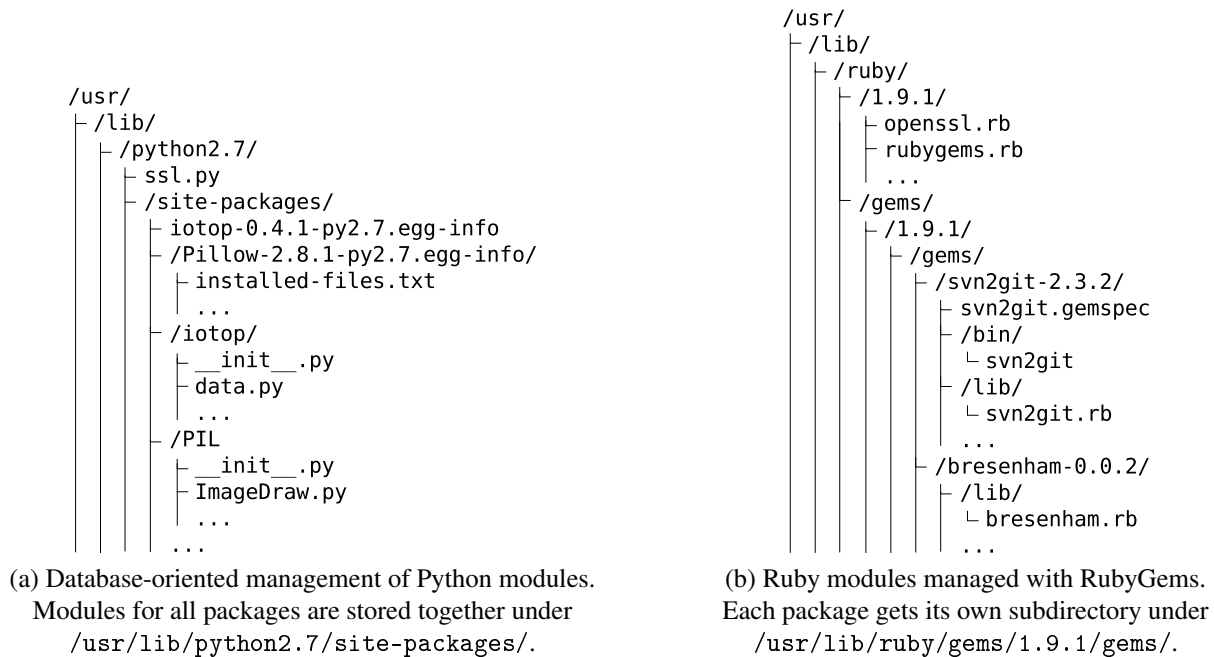 /usr/
/lib/
/python2.7/
ssl.py
/site-packages/
iotop-0.4.1-py2.7.egg-info
/Pillow-2.8.1-py2.7.egg-info/
installed-files.txt
...
/iotop/
__init__.py
data.py
...
/PIL
__init__.py
ImageDraw.py
...
...
(a) Database-oriented management of Python modules.
Modules for all packages are stored together under
/usr/lib/python2.7/site-packages/.
/usr/
/lib/
/ruby/
/1.9.1/
openssl.rb
rubygems.rb
...
/gems/
/1.9.1/
/gems/
/svn2git-2.3.2/
svn2git.gemspec
/bin/
svn2git
/lib/
svn2git.rb
...
/bresenham-0.0.2/
/lib/
bresenham.rb
...
(b) Ruby modules managed with RubyGems.
Each package gets its own subdirectory under
/usr/lib/ruby/gems/1.9.1/gems/.